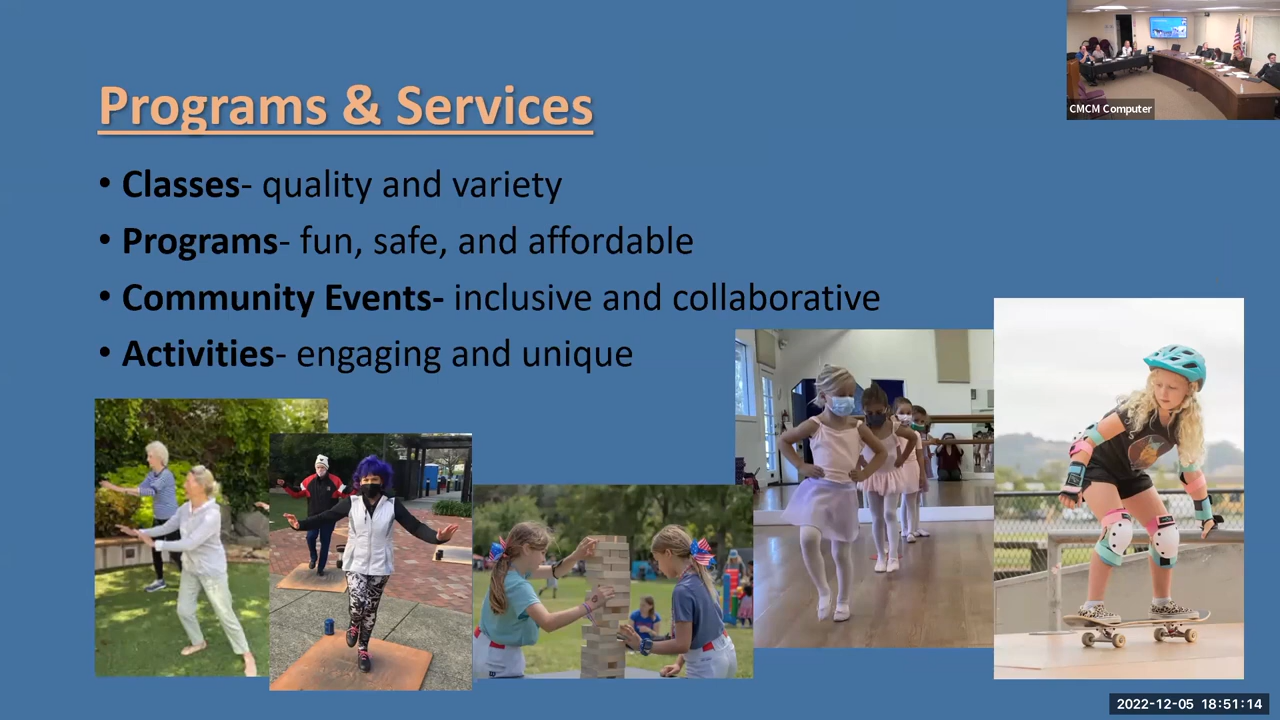 Programs & Services
• Classes- quality and variety
• Programs- fun, safe, and affordable
• Community Events- inclusive and collaborative
• Activities- engaging and unique
CMCM Computer
2022-12-05 18:51:14